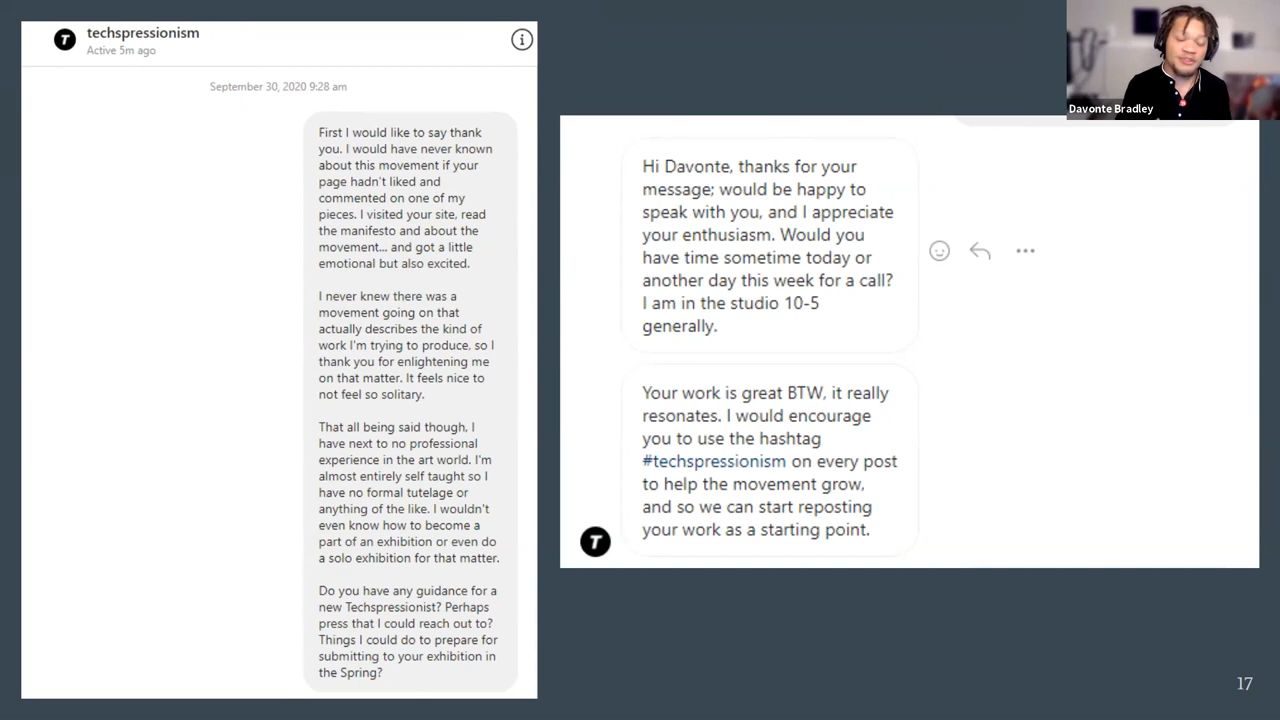 techspressionism
Active 5m ago
September 30, 2020 9:28 am
First I would like to say thank
you. I would have never known
about this movement if your
page hadn't liked and
commented on one of my
pieces. I visited your site, read
the manifesto and about the
movement... and got a little
emotional but also excited.
I never knew there was a
movement going on that
actually describes the kind of
work I'm trying to produce, so I
thank you for enlightening me
on that matter. It feels nice to
not feel so solitary.
That all being said though, I
have next to no professional
experience in the art world. I'm
almost entirely self taught so I
have no formal tutelage or
anything of the like. I wouldn't
even know how to become a
part of an exhibition or even do
a solo exhibition for that matter.
Do you have any guidance for a
new Techspressionist? Perhaps
press that I could reach out to?
Things I could do to prepare for
submitting to your exhibition in
the Spring?
Hi Davonte, thanks for your
message; would be happy to
speak with you, and I appreciate
your enthusiasm. Would you
have time sometime today or
another day this week for a call?
I am in the studio 10-5
generally.
Your work is great BTW, it really
resonates. I would encourage
you to use the hashtag
#techspressionism on every post
to help the movement grow,
and so we can start reposting
your work as a starting point.
T
T
Davonte Bradley
17